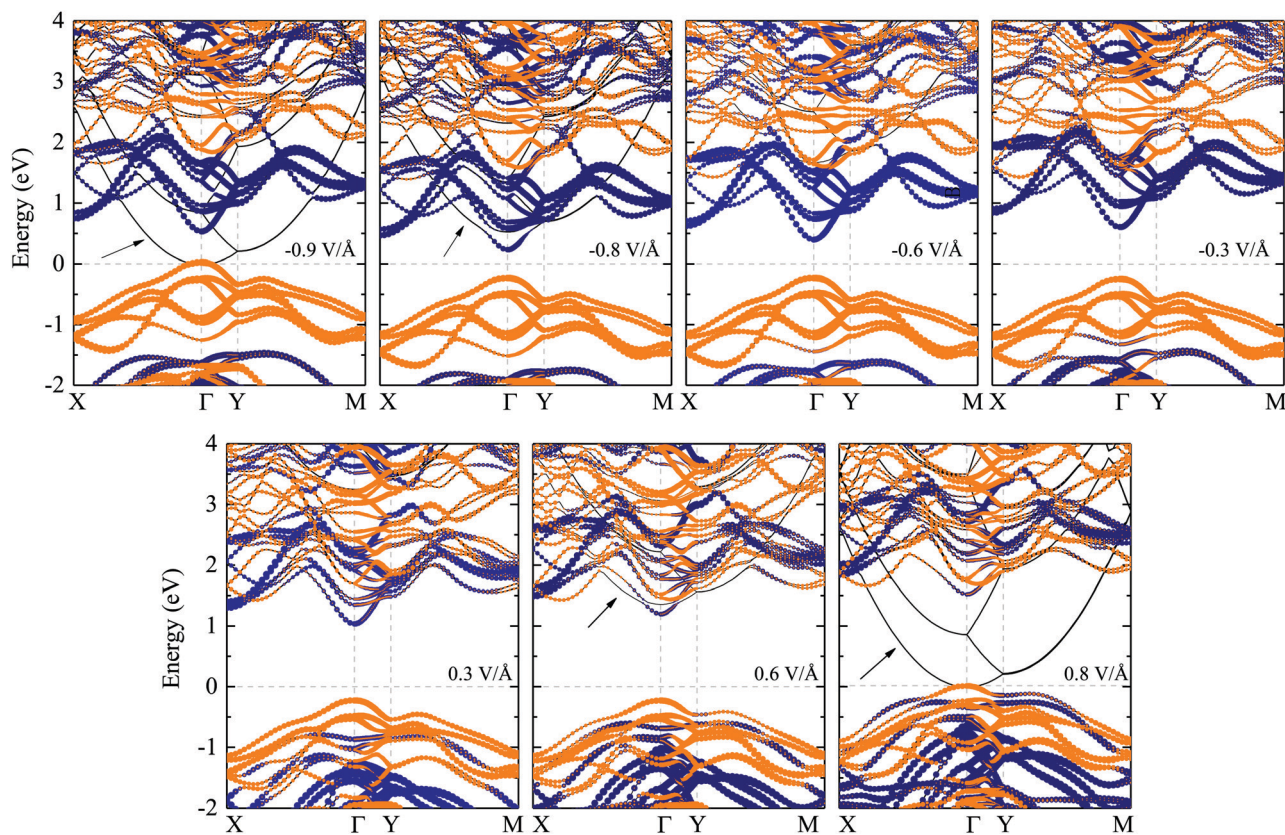 Energy (eV)
4
3
2
1
0
-1
-2
-0.9 V/Å
X Γ Y M
-0.8 V/Å
X Γ Y M
B
-0.6 V/Å
X Γ Y M
-0.3 V/Å
X Γ Y M
Energy (eV)
4
3
2
1
0
-1
-2
0.3 V/Å
X Γ Y M
0.6 V/Å
X Γ Y M
0.8 V/Å
X Γ Y M